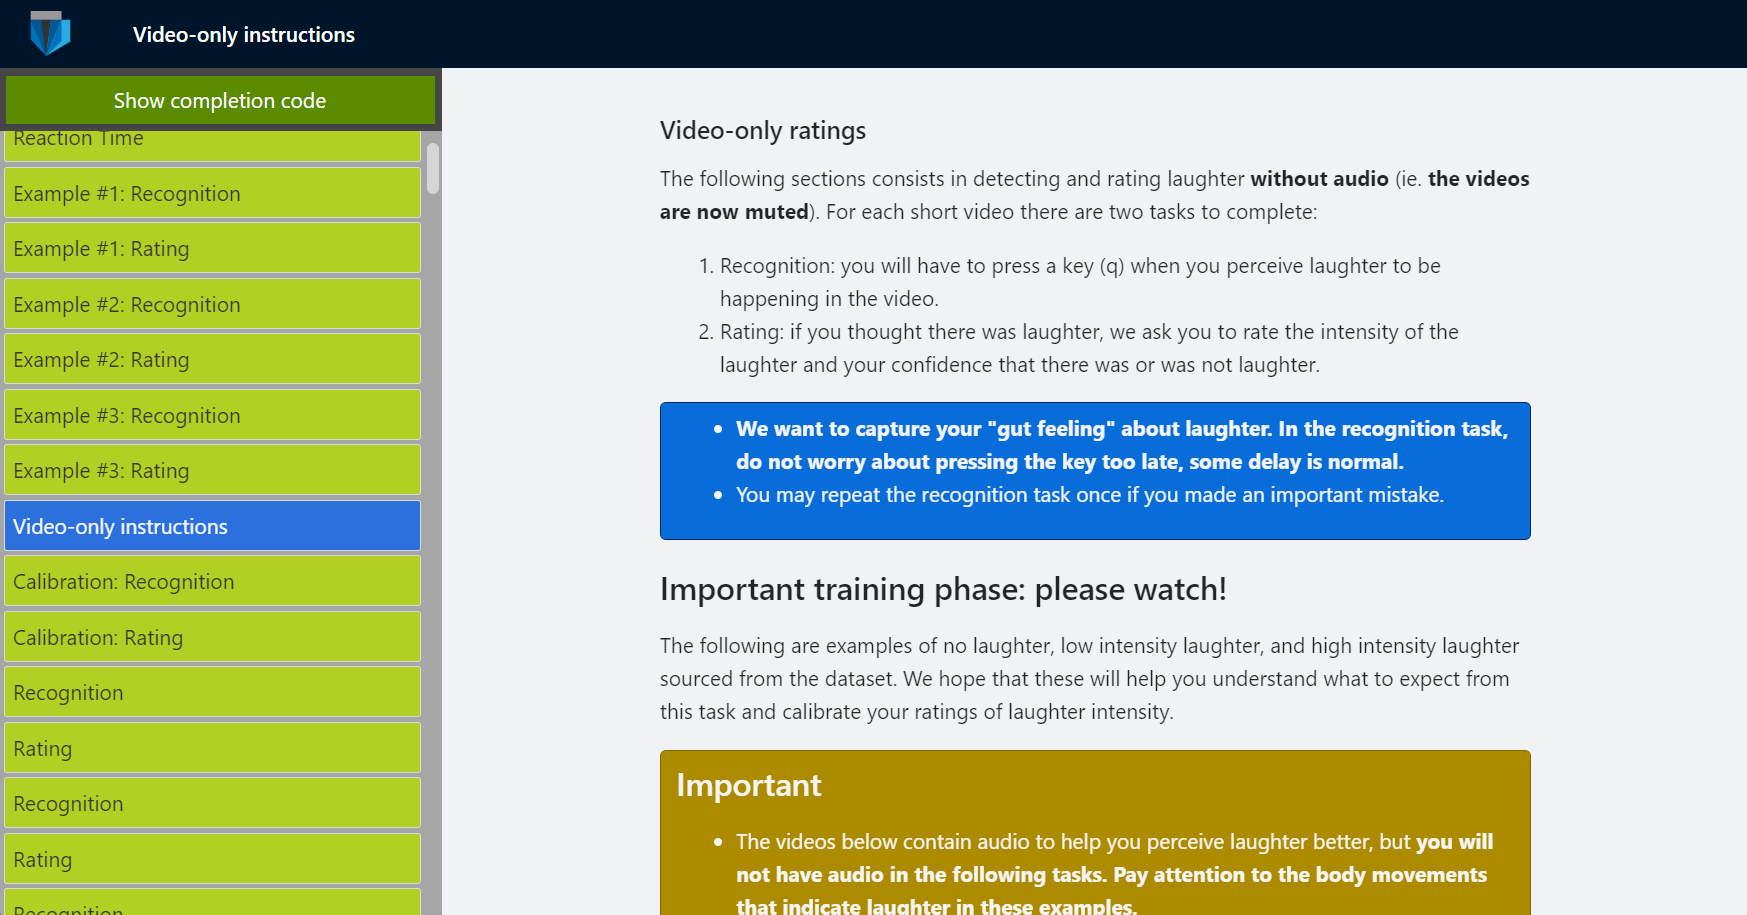 Video-only instructions
Show completion code
Reaction Time
Example #1: Recognition
Example #1: Rating
Example #2: Recognition
Example #2: Rating
Example #3: Recognition
Example #3: Rating
Video-only instructions
Calibration: Recognition
Calibration: Rating
Recognition
Rating
Recognition
Rating
Recognition
Video-only ratings
The following sections consists in detecting and rating laughter without audio (ie. the videos
are now muted). For each short video there are two tasks to complete:
1. Recognition: you will have to press a key (q) when you perceive laughter to be
happening in the video.
2. Rating: if you thought there was laughter, we ask you to rate the intensity of the
laughter and your confidence that there was or was not laughter.
• We want to capture your "gut feeling" about laughter. In the recognition task,
do not worry about pressing the key too late, some delay is normal.
• You may repeat the recognition task once if you made an important mistake.
Important training phase: please watch!
The following are examples of no laughter, low intensity laughter, and high intensity laughter
sourced from the dataset. We hope that these will help you understand what to expect from
this task and calibrate your ratings of laughter intensity.
Important
• The videos below contain audio to help you perceive laughter better, but you will
not have audio in the following tasks. Pay attention to the body movements
that indicate laughter in these examples.